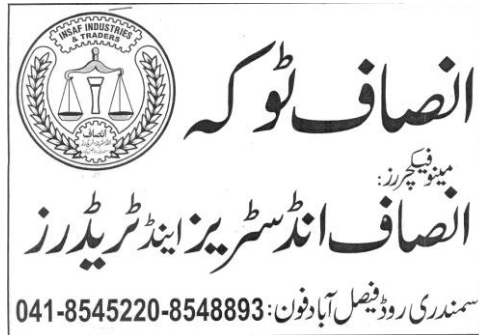 INSAF INDUSTRIES
& TRADERS
انصاف
انصاف ٹوکہ
مینوفیکچررز:
انصاف انڈسٹریز اینڈ ٹریڈرز
سمندری روڈ فیصل آباد فون: 041-8545220-8548893